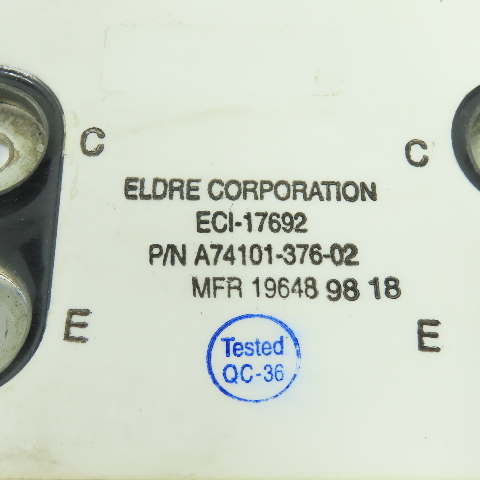 C
C
ELDRE CORPORATION
ECI-17692
P/N A74101-376-02
MFR 19648 98 18
E
E
Tested
QC-36